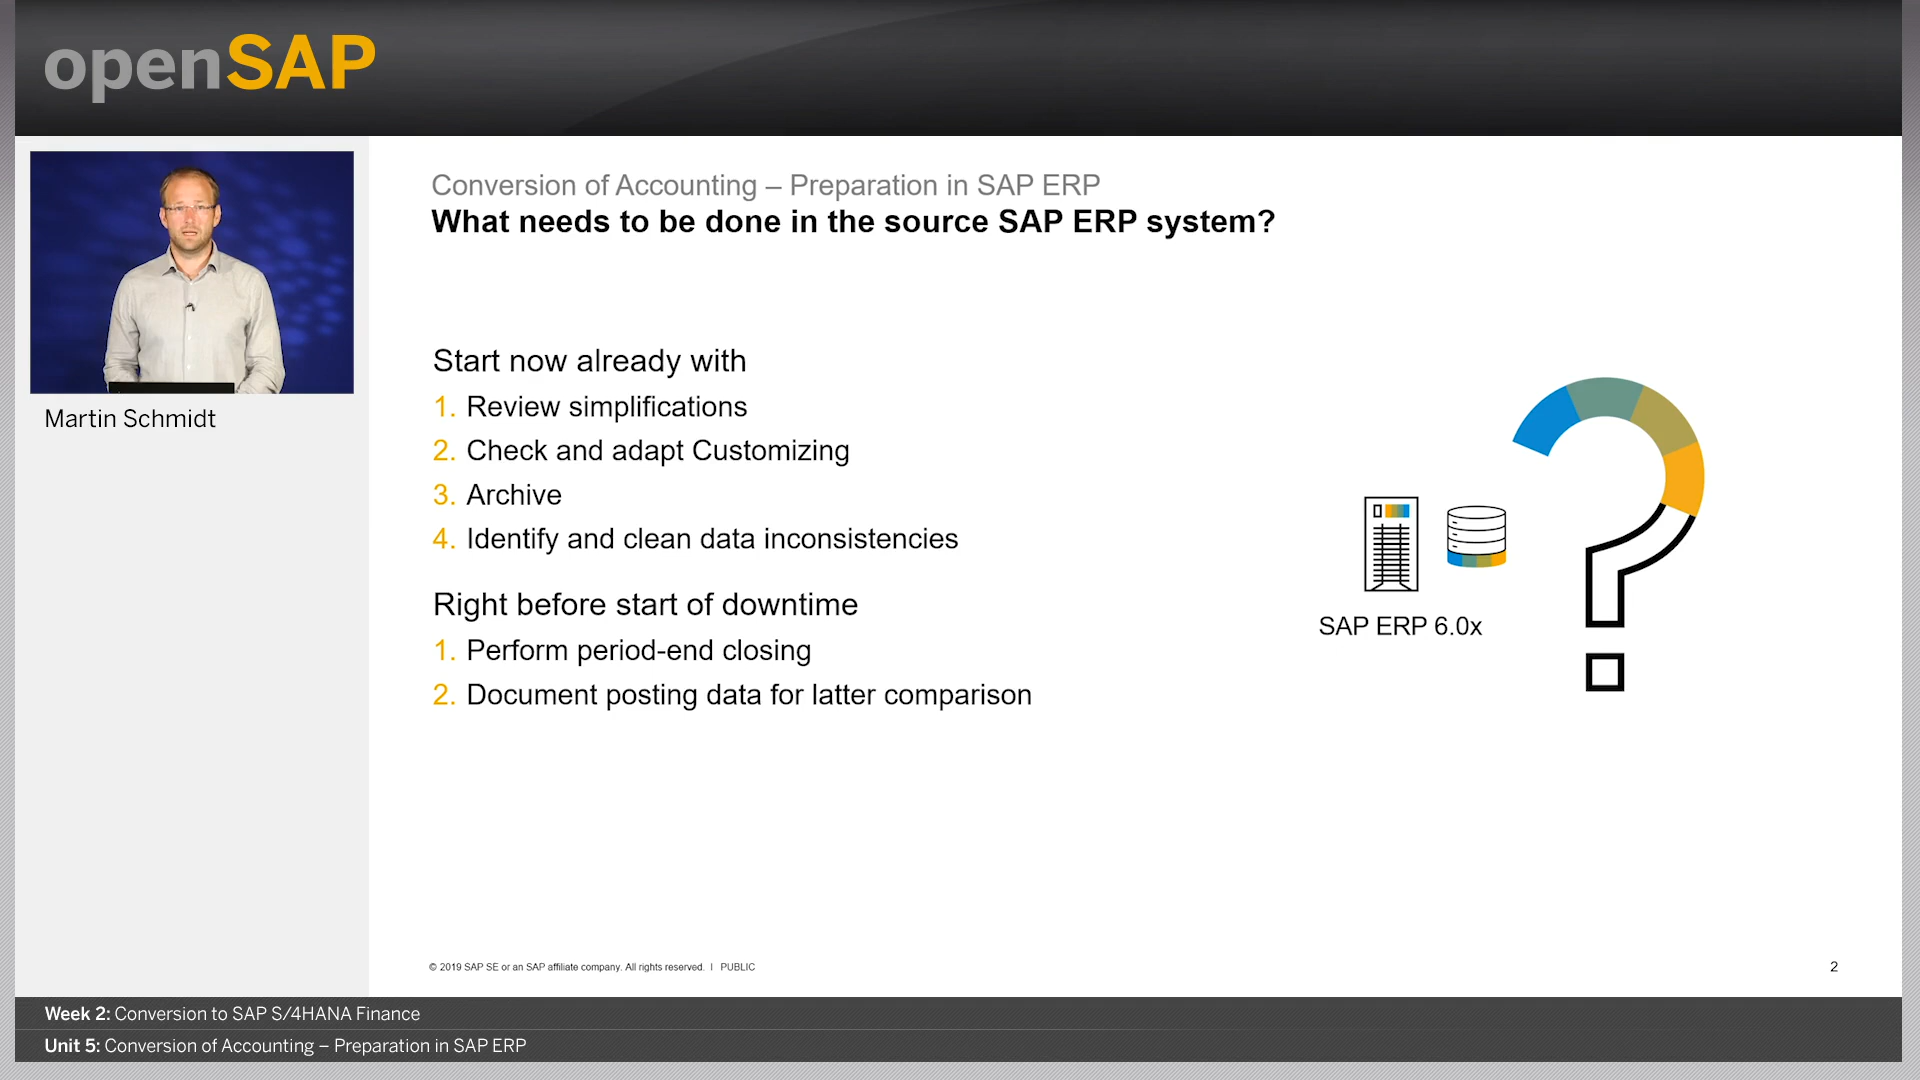 openSAP
Martin Schmidt
Conversion of Accounting – Preparation in SAP ERP
What needs to be done in the source SAP ERP system?
Start now already with
1. Review simplifications
2. Check and adapt Customizing
3. Archive
4. Identify and clean data inconsistencies
Right before start of downtime
1. Perform period-end closing
2. Document posting data for latter comparison
SAP ERP 6.0x
© 2019 SAP SE or an SAP affiliate company. All rights reserved. I PUBLIC
2
Week 2: Conversion to SAP S/4HANA Finance
Unit 5: Conversion of Accounting – Preparation in SAP ERP